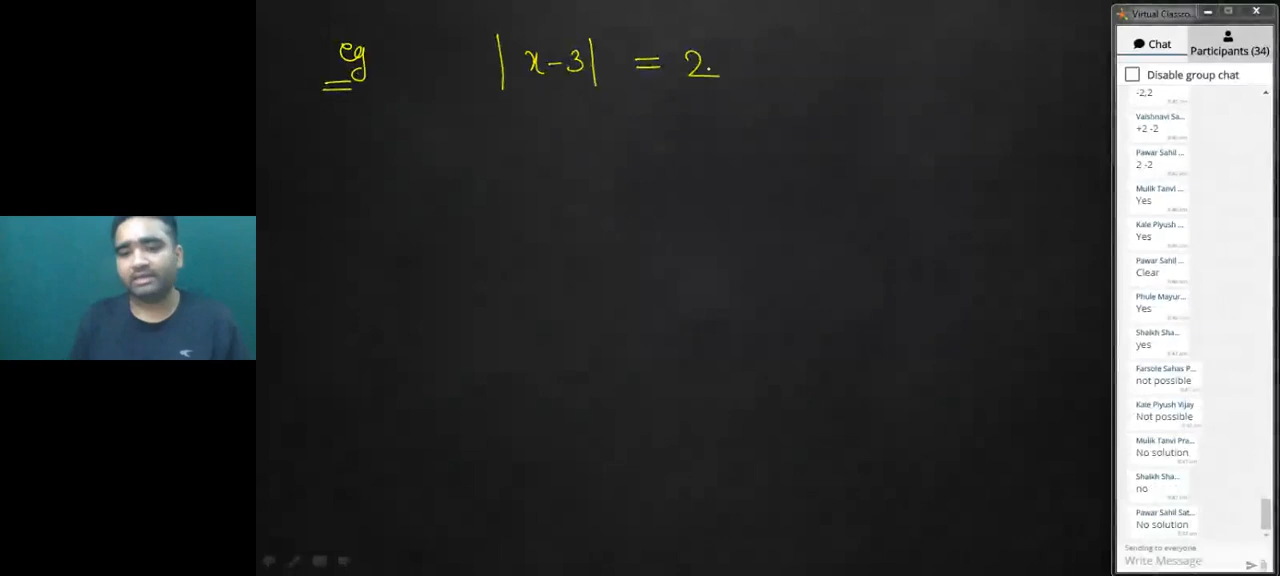 eg |x-3| = 2.
Virtual Classro...
Chat
Participants (34)
Disable group chat
-2,2
Vaishnavi Sa...
+2 -2
Pawar Sahil ...
2 -2
Mulik Tanvi ...
Yes
Kale Piyush ...
Yes
Pawar Sahil ...
Clear
Phule Mayur...
Yes
Shaikh Sha...
yes
Farsole Sahas P...
not possible
Kale Piyush Vijay
Not possible
Mulik Tanvi Pra...
No solution
Shaikh Sha...
no
Pawar Sahil Sat...
No solution
Sending to everyone
Write Message